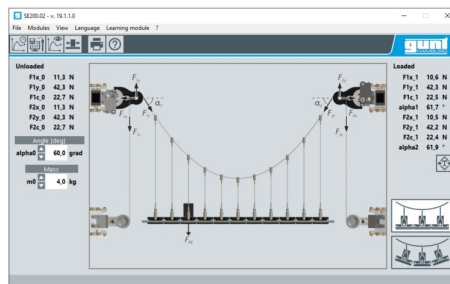 SE200.02 - v. 19.1.1.0
File Modules View Language Learning module ?
gunt
Unloaded
F1x_0 11,3 N
F1y_0 42,3 N
F1c_0 22,7 N
F2x_0 11,3 N
F2y_0 42,3 N
F2c_0 22,7 N
Angle [deg]
alpha0 60,0 grad
Mass
m0 4,0 kg
α₁
α₂
Loaded
F1x_1 10,6 N
F1y_1 42,3 N
F1c_1 22,5 N
alpha1 61,7 °
F2x_1 10,5 N
F2y_1 42,2 N
F2c_1 22,4 N
alpha2 61,9 °